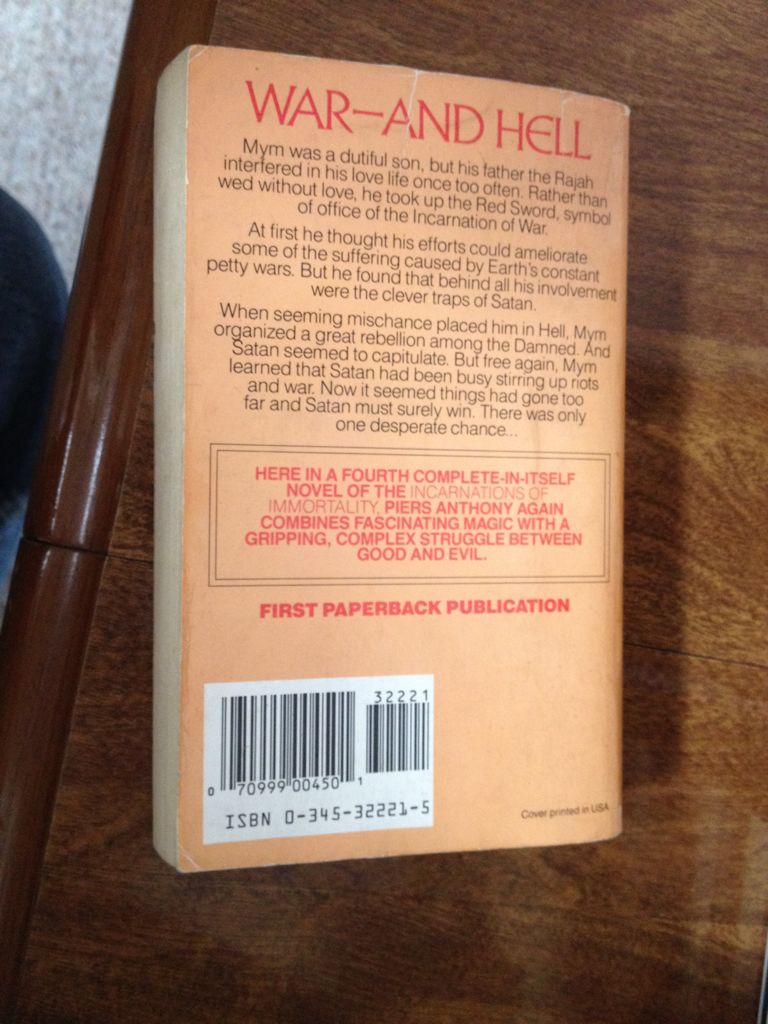 WAR—AND HELL
Mym was a dutiful son, but his father the Rajah
interfered in his love life once too often. Rather than
wed without love, he took up the Red Sword, symbol
of office of the Incarnation of War.
At first he thought his efforts could ameliorate
some of the suffering caused by Earth's constant
petty wars. But he found that behind all his involvement
were the clever traps of Satan.
When seeming mischance placed him in Hell, Mym
organized a great rebellion among the Damned. And
Satan seemed to capitulate. But free again, Mym
learned that Satan had been busy stirring up riots
and war. Now it seemed things had gone too
far and Satan must surely win. There was only
one desperate chance...
HERE IN A FOURTH COMPLETE-IN-ITSELF
NOVEL OF THE INCARNATIONS OF
IMMORTALITY, PIERS ANTHONY AGAIN
COMBINES FASCINATING MAGIC WITH A
GRIPPING, COMPLEX STRUGGLE BETWEEN
GOOD AND EVIL.
FIRST PAPERBACK PUBLICATION
32221
0 70999 00450 1
ISBN 0-345-32221-5
Cover printed in USA